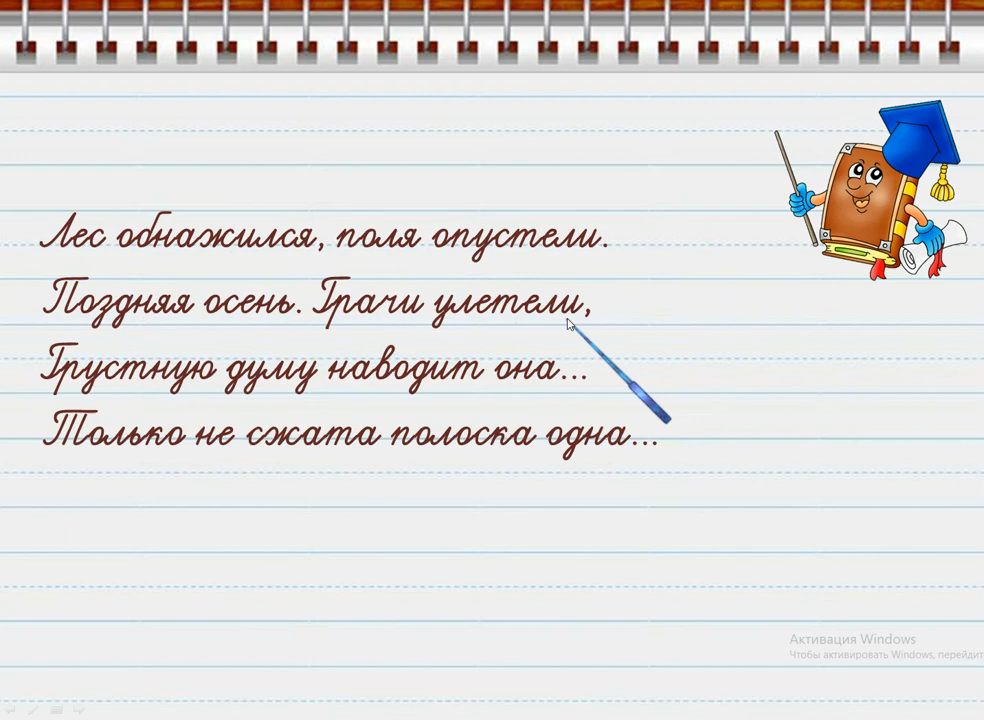 Лес обнажился, поля опустели.
Поздняя осень. Грачи улетели,
Грустную думу наводит она...
Только не сжата полоска одна...
Активация Windows
Чтобы активировать Windows, перейдит